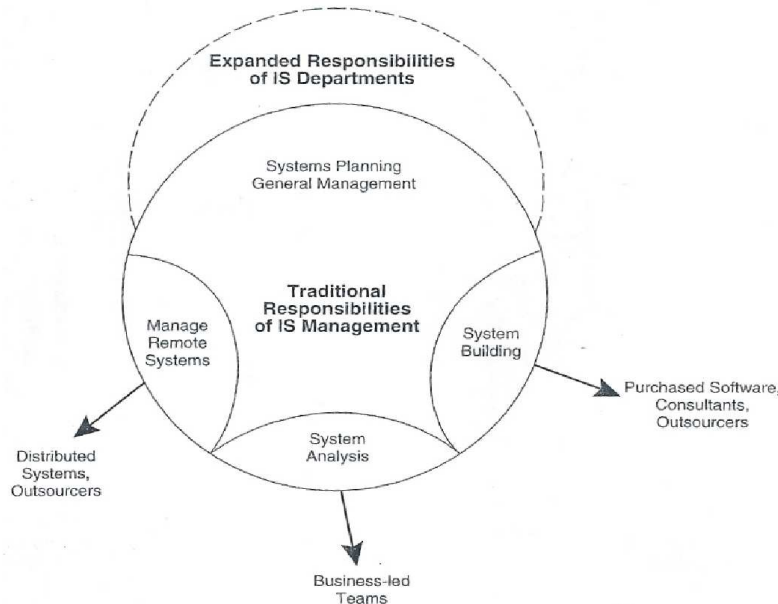 Expanded Responsibilities
of IS Departments
Systems Planning
General Management
Traditional
Responsibilities
of IS Management
Manage
Remote
Systems
System
Building
System
Analysis
Purchased Software,
Consultants,
Outsourcers
Distributed
Systems,
Outsourcers
Business-led
Teams